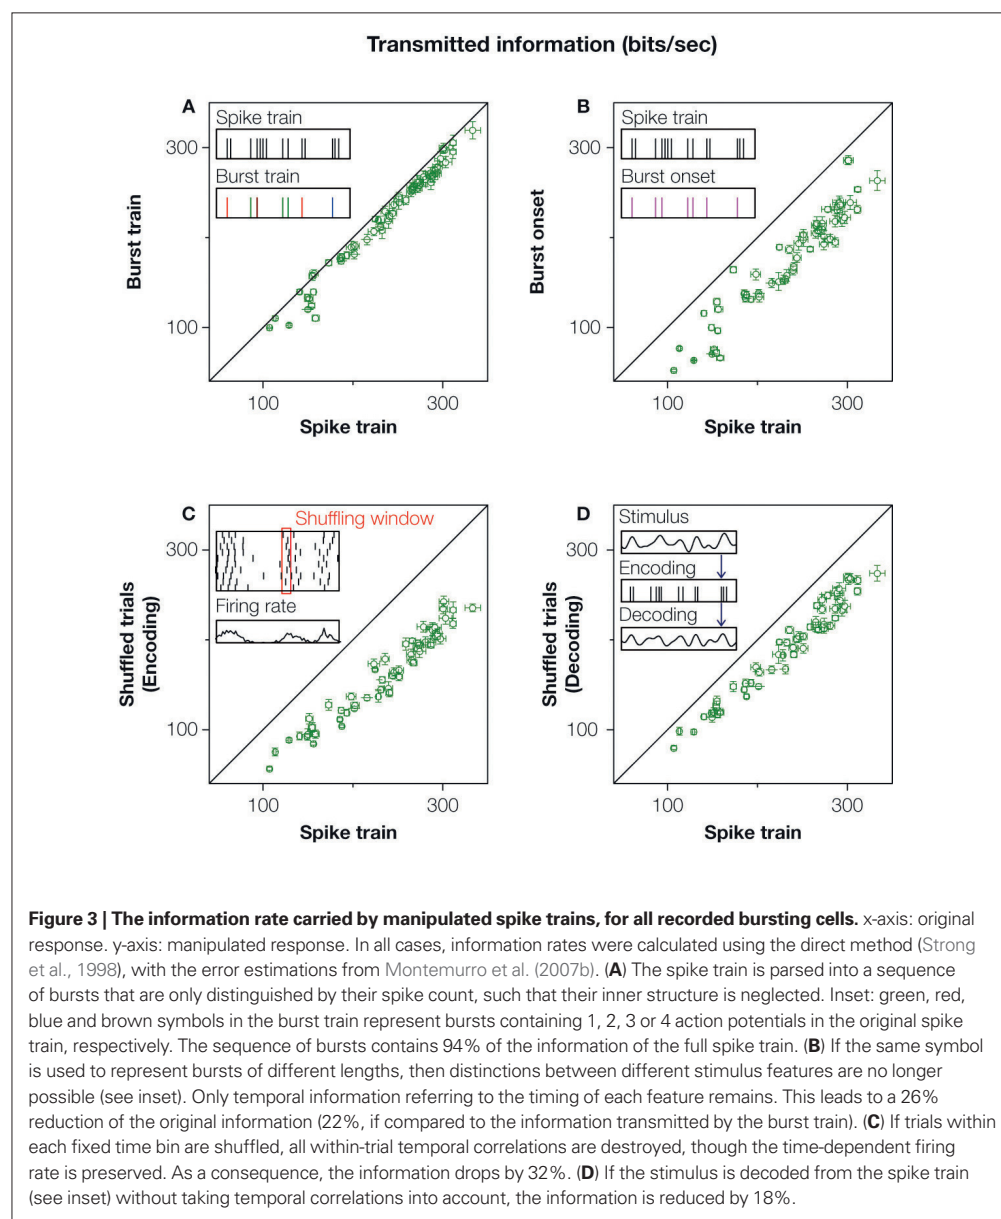 Transmitted information (bits/sec)
A
Spike train
Burst train
300
100
Burst train
100
300
Spike train
B
Spike train
Burst onset
300
100
Burst onset
100
300
Spike train
C
Shuffling window
Firing rate
300
100
Shuffled trials
(Encoding)
100
300
Spike train
D
Stimulus
Encoding
Decoding
300
100
Shuffled trials
(Decoding)
100
300
Spike train
Figure 3 | The information rate carried by manipulated spike trains, for all recorded bursting cells. x-axis: original
response. y-axis: manipulated response. In all cases, information rates were calculated using the direct method (Strong
et al., 1998), with the error estimations from Montemurro et al. (2007b). (A) The spike train is parsed into a sequence
of bursts that are only distinguished by their spike count, such that their inner structure is neglected. Inset: green, red,
blue and brown symbols in the burst train represent bursts containing 1, 2, 3 or 4 action potentials in the original spike
train, respectively. The sequence of bursts contains 94% of the information of the full spike train. (B) If the same symbol
is used to represent bursts of different lengths, then distinctions between different stimulus features are no longer
possible (see inset). Only temporal information referring to the timing of each feature remains. This leads to a 26%
reduction of the original information (22%, if compared to the information transmitted by the burst train). (C) If trials within
each fixed time bin are shuffled, all within-trial temporal correlations are destroyed, though the time-dependent firing
rate is preserved. As a consequence, the information drops by 32%. (D) If the stimulus is decoded from the spike train
(see inset) without taking temporal correlations into account, the information is reduced by 18%.